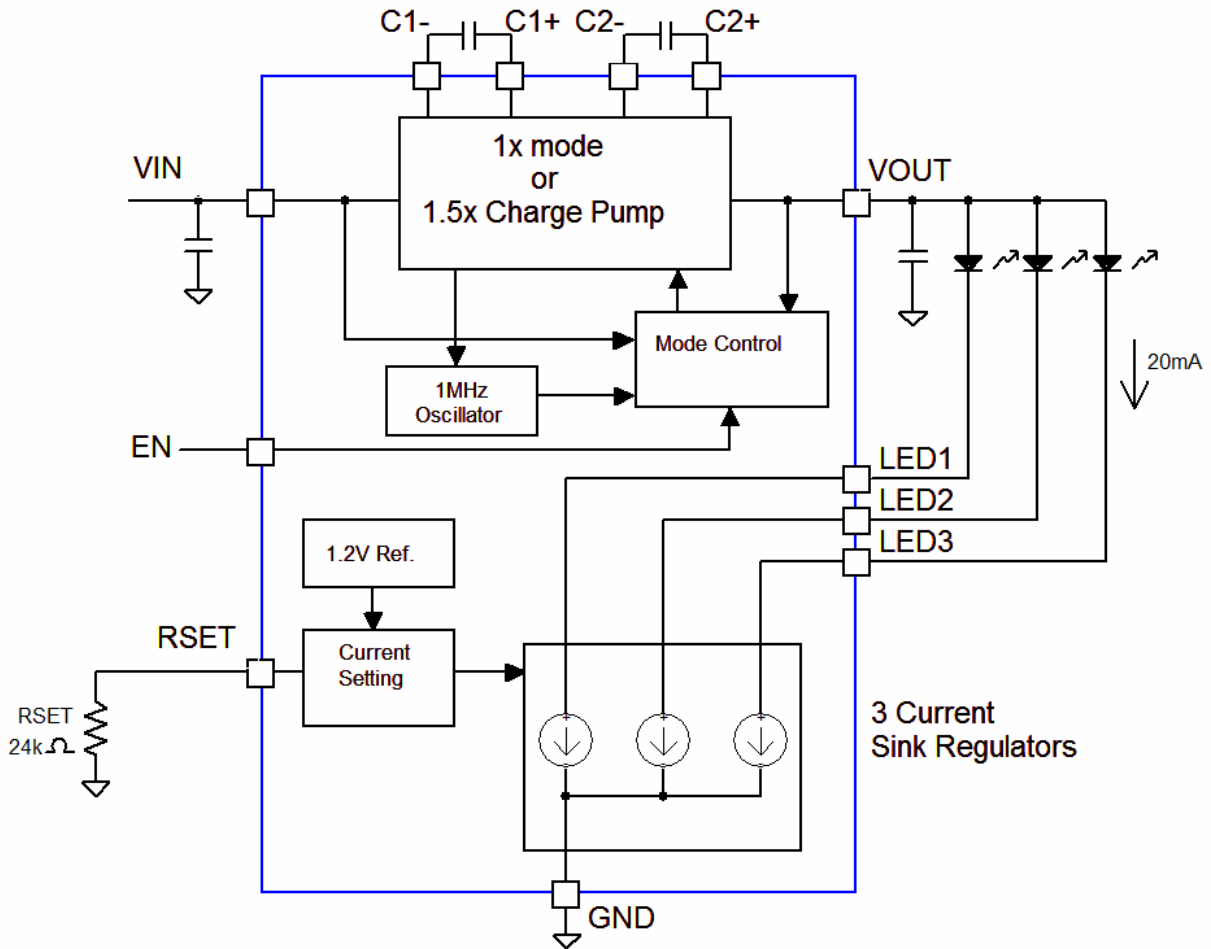 C1-
C1+
C2-
C2+
1x mode
or
1.5x Charge Pump
VIN
VOUT
Mode Control
20mA
1MHz
Oscillator
EN
LED1
LED2
LED3
1.2V Ref.
RSET
Current
Setting
RSET
24kΩ
3 Current
Sink Regulators
GND